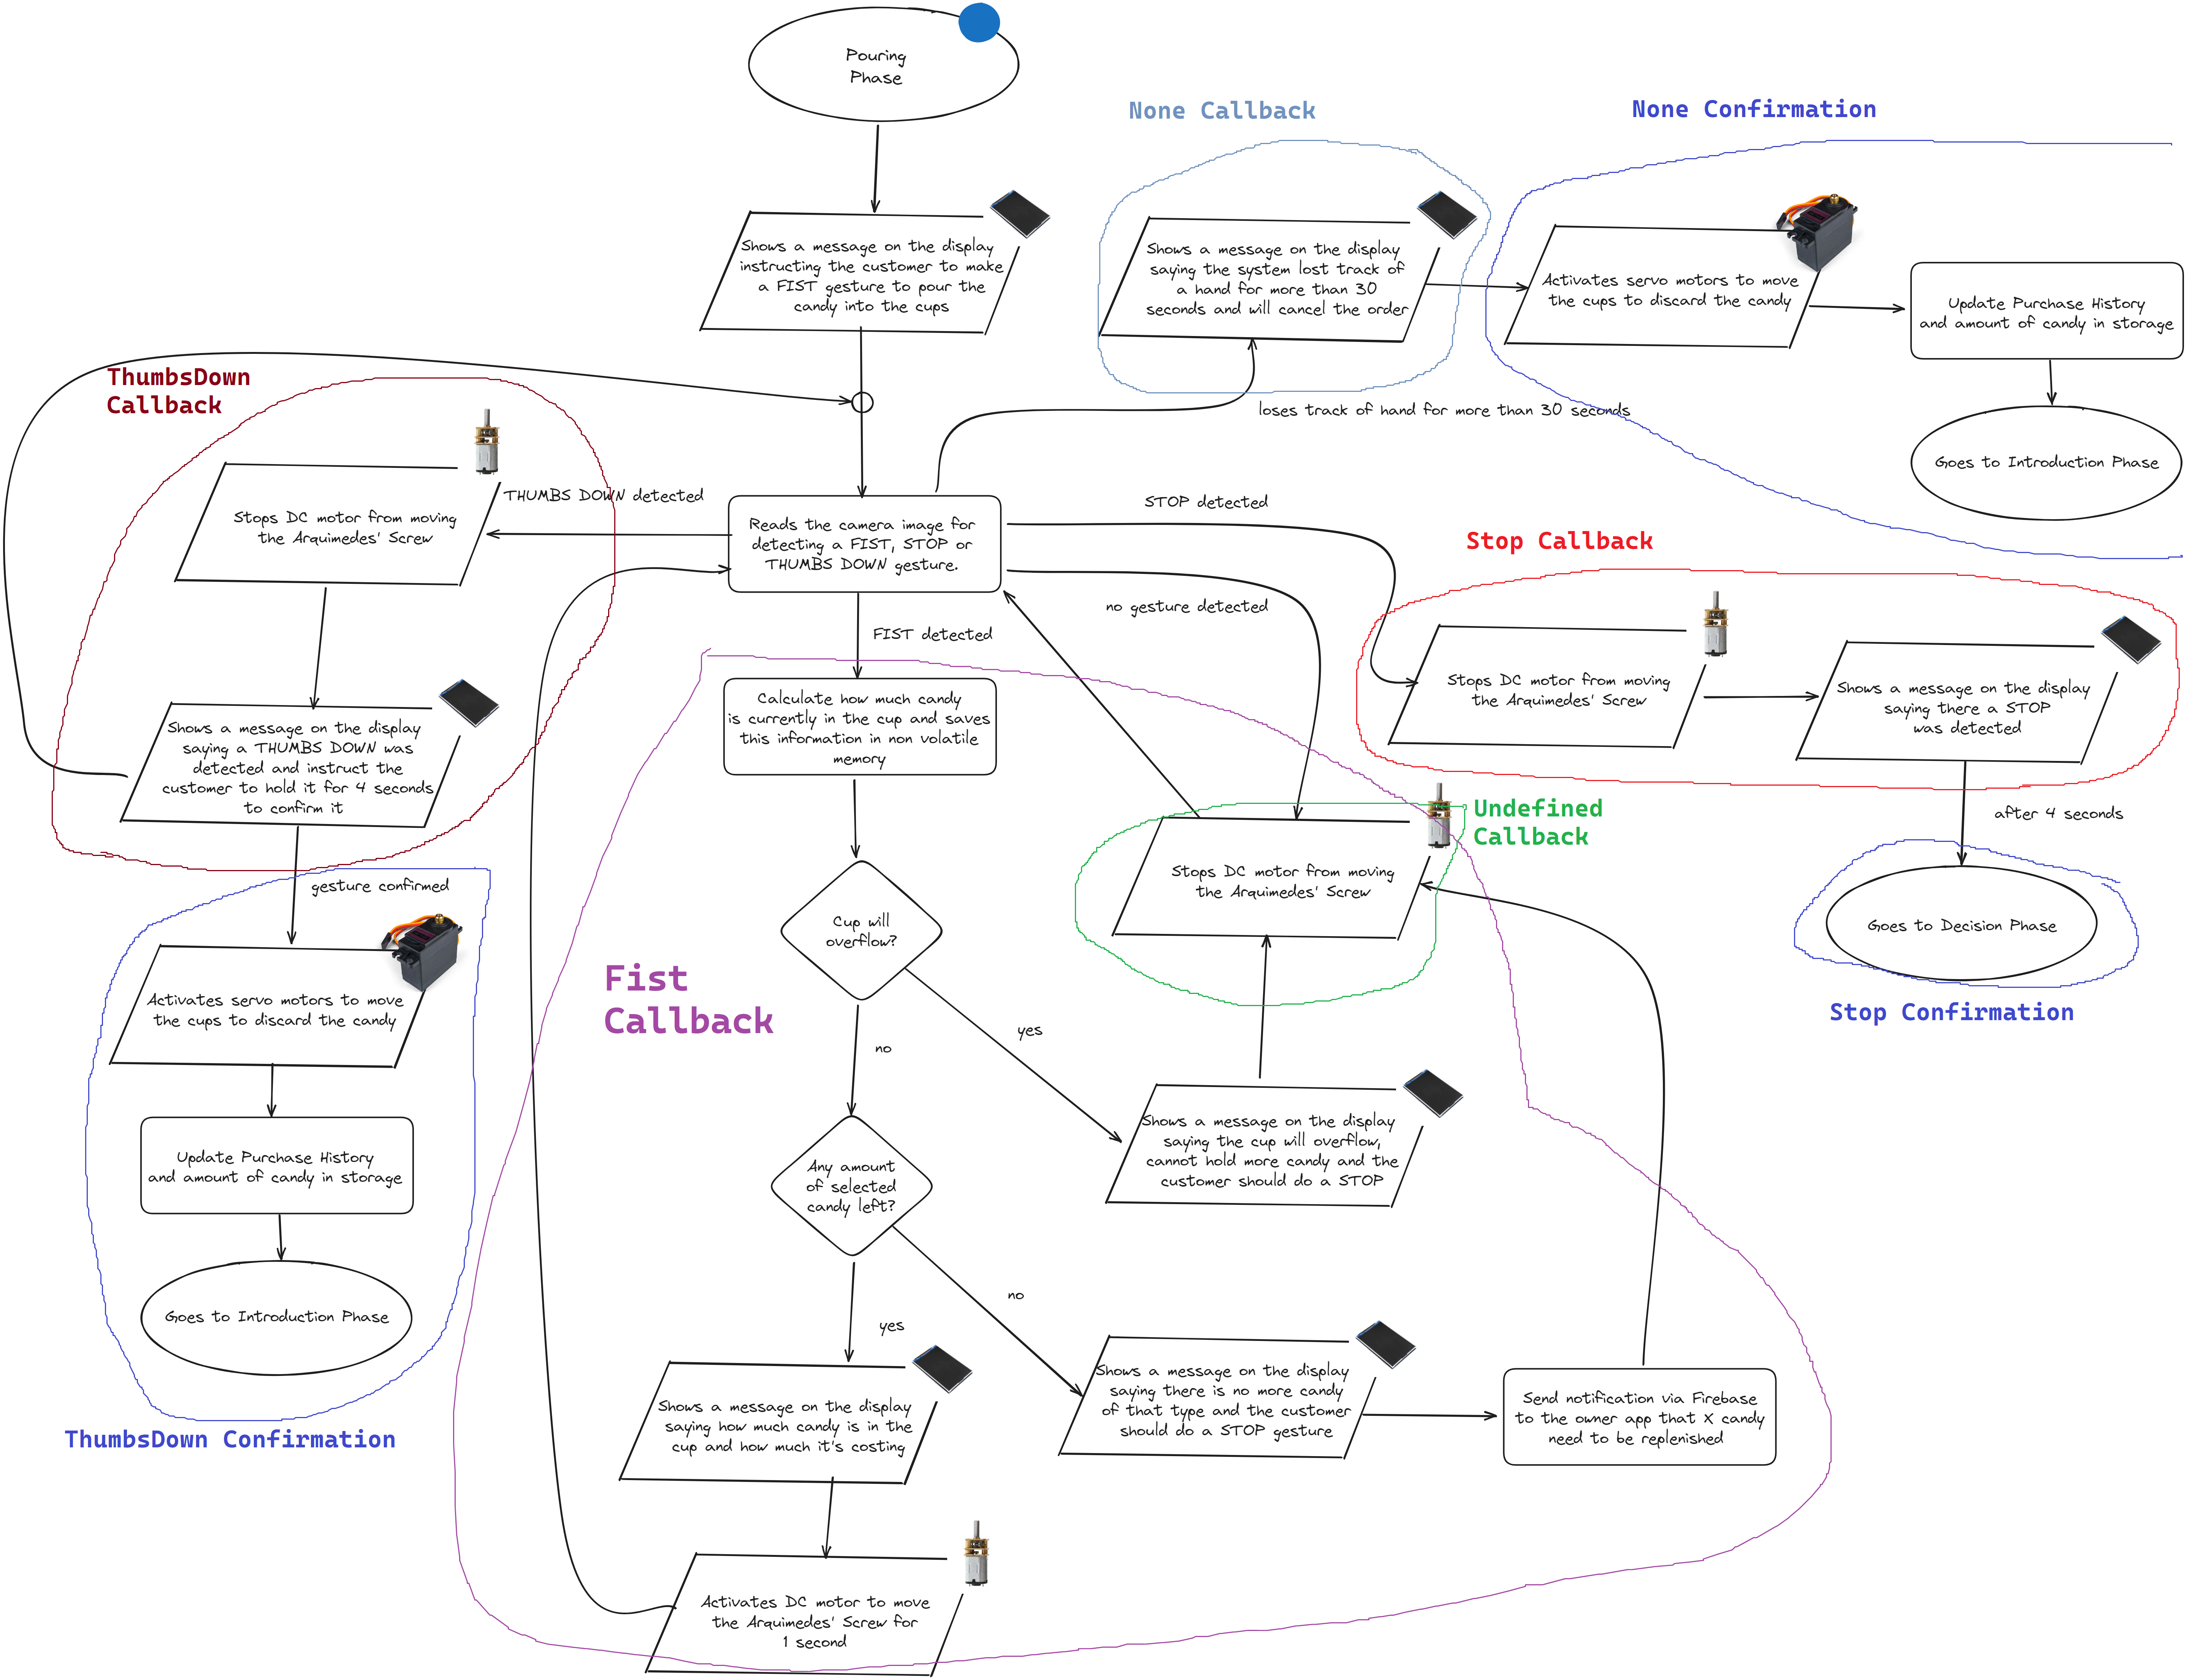 Pouring
Phase
None Callback
None Confirmation
Shows a message on the display
instructing the customer to make
a FIST gesture to pour the
candy into the cups
Shows a message on the display
saying the system lost track of
a hand for more than 30
seconds and will cancel the order
Activates servo motors to move
the cups to discard the candy
Update Purchase History
and amount of candy in storage
Goes to Introduction Phase
loses track of hand for more than 30 seconds
ThumbsDown
Callback
THUMBS DOWN detected
Stops DC motor from moving
the Arquimedes' Screw
Reads the camera image for
detecting a FIST, STOP or
THUMBS DOWN gesture.
STOP detected
no gesture detected
FIST detected
Stop Callback
Stops DC motor from moving
the Arquimedes' Screw
Shows a message on the display
saying there a STOP
was detected
after 4 seconds
Goes to Decision Phase
Stop Confirmation
Shows a message on the display
saying a THUMBS DOWN was
detected and instruct the
customer to hold it for 4 seconds
to confirm it
gesture confirmed
Activates servo motors to move
the cups to discard the candy
Update Purchase History
and amount of candy in storage
Goes to Introduction Phase
ThumbsDown Confirmation
Calculate how much candy
is currently in the cup and saves
this information in non volatile
memory
Cup will
overflow?
Fist
Callback
Undefined
Callback
Stops DC motor from moving
the Arquimedes' Screw
yes
no
Shows a message on the display
saying the cup will overflow,
cannot hold more candy and the
customer should do a STOP
Any amount
of selected
candy left?
no
yes
Shows a message on the display
saying there is no more candy
of that type and the customer
should do a STOP gesture
Send notification via Firebase
to the owner app that X candy
need to be replenished
Shows a message on the display
saying how much candy is in the
cup and how much it's costing
Activates DC motor to move
the Arquimedes' Screw for
1 second